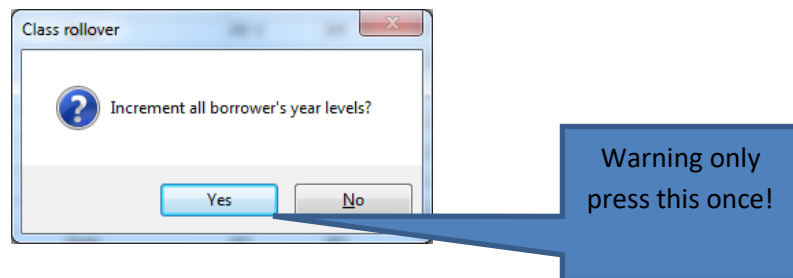 Class rollover
Increment all borrower's year levels?
Yes
No
Warning only
press this once!